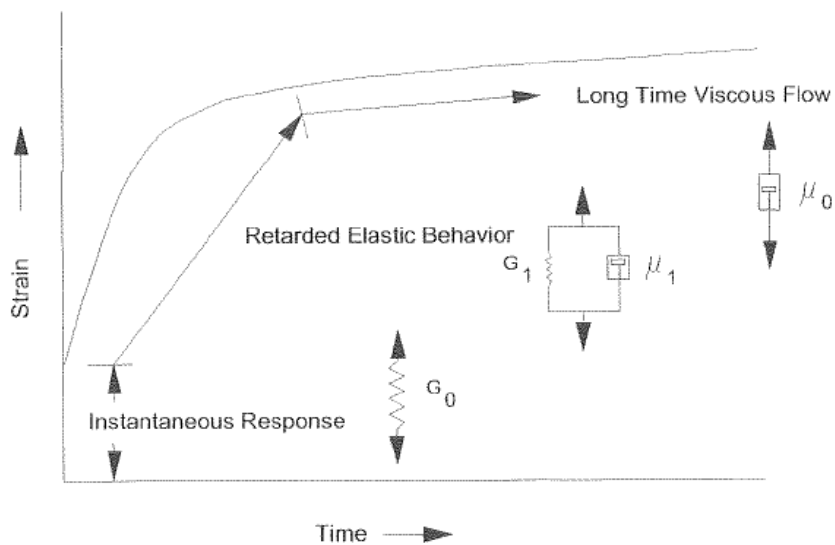 Long Time Viscous Flow
μ0
Retarded Elastic Behavior
G1
μ1
Strain
G0
Instantaneous Response
Time